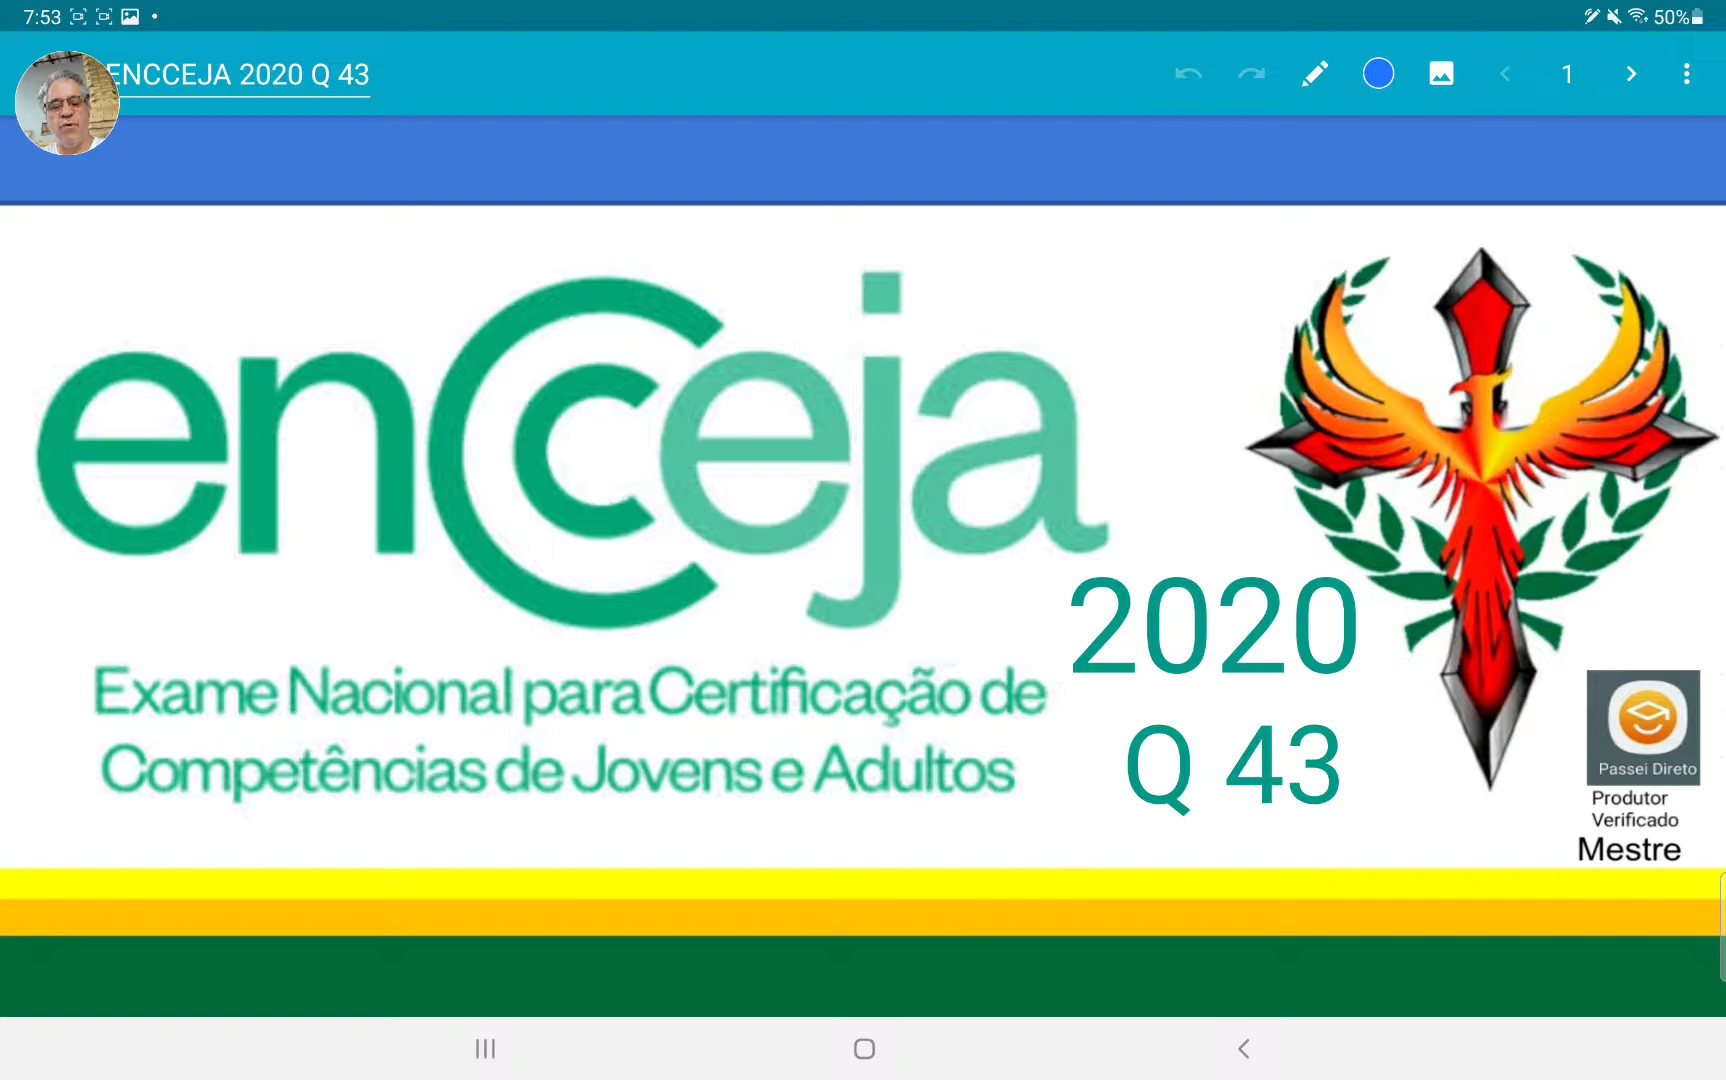 7:53
50%
ENCCEJA 2020 Q 43
1
encceja
2020
Exame Nacional para Certificação de
Competências de Jovens e Adultos
Q 43
Passei Direto
Produtor
Verificado
Mestre